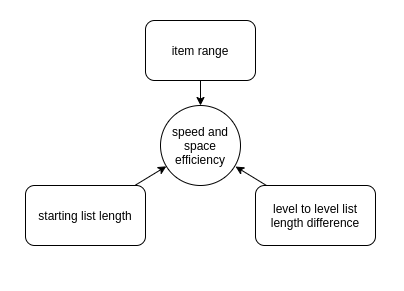 item range
speed and
space
efficiency
starting list length
level to level list
length difference